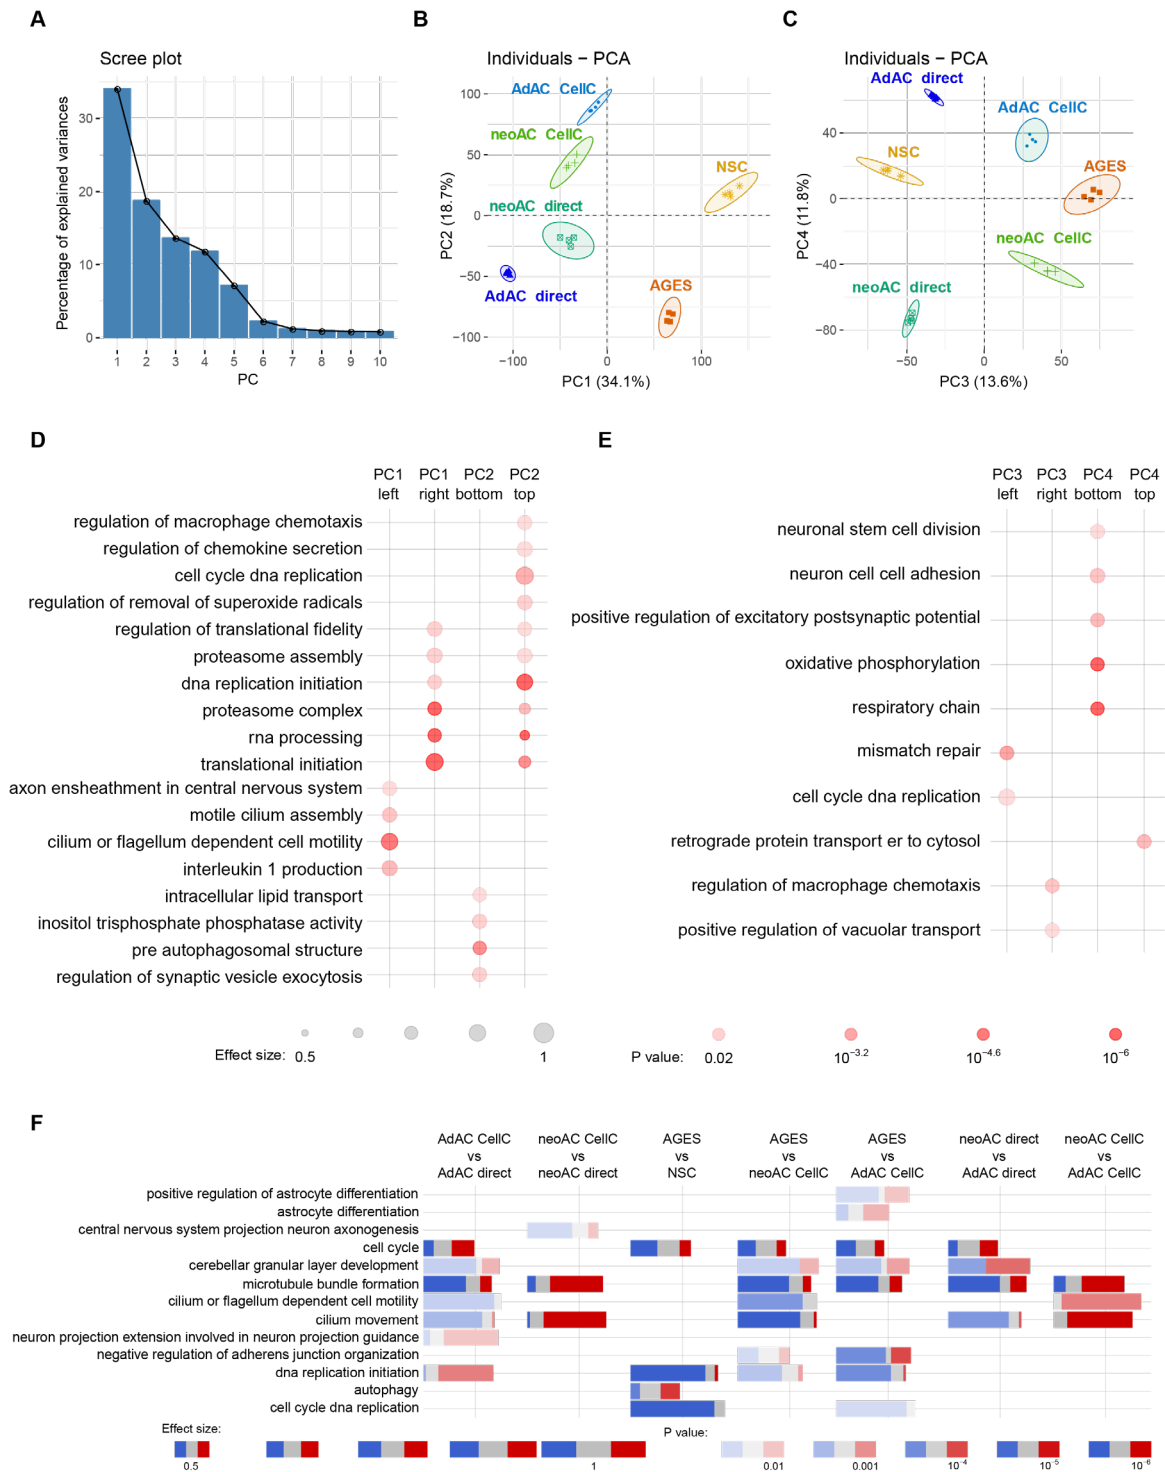 A
B
C
Scree plot
Individuals – PCA
Individuals – PCA
Percentage of explained variances
30
20
10
0
1 2 3 4 5 6 7 8 9 10
PC
AdAC CellC
neoAC CellC
NSC
neoAC direct
AdAC direct
AGES
PC2 (18.7%)
100
50
0
−50
−100
−100 0 100
PC1 (34.1%)
AdAC direct
AdAC CellC
NSC
AGES
neoAC CellC
neoAC direct
PC4 (11.8%)
40
0
−40
−80
−50 0 50
PC3 (13.6%)
D
E
PC1 left
PC1 right
PC2 bottom
PC2 top
regulation of macrophage chemotaxis
regulation of chemokine secretion
cell cycle dna replication
regulation of removal of superoxide radicals
regulation of translational fidelity
proteasome assembly
dna replication initiation
proteasome complex
rna processing
translational initiation
axon ensheathment in central nervous system
motile cilium assembly
cilium or flagellum dependent cell motility
interleukin 1 production
intracellular lipid transport
inositol trisphosphate phosphatase activity
pre autophagosomal structure
regulation of synaptic vesicle exocytosis
PC3 left
PC3 right
PC4 bottom
PC4 top
neuronal stem cell division
neuron cell cell adhesion
positive regulation of excitatory postsynaptic potential
oxidative phosphorylation
respiratory chain
mismatch repair
cell cycle dna replication
retrograde protein transport er to cytosol
regulation of macrophage chemotaxis
positive regulation of vacuolar transport
Effect size: 0.5 1
P value: 0.02 10−3.2 10−4.6 10−6
F
AdAC CellC vs AdAC direct
neoAC CellC vs neoAC direct
AGES vs NSC
AGES vs neoAC CellC
AGES vs AdAC CellC
neoAC direct vs AdAC direct
neoAC CellC vs AdAC CellC
positive regulation of astrocyte differentiation
astrocyte differentiation
central nervous system projection neuron axonogenesis
cell cycle
cerebellar granular layer development
microtubule bundle formation
cilium or flagellum dependent cell motility
cilium movement
neuron projection extension involved in neuron projection guidance
negative regulation of adherens junction organization
dna replication initiation
autophagy
cell cycle dna replication
Effect size:
0.5 1
P value:
0.01 0.001 10−4 10−5 10−6